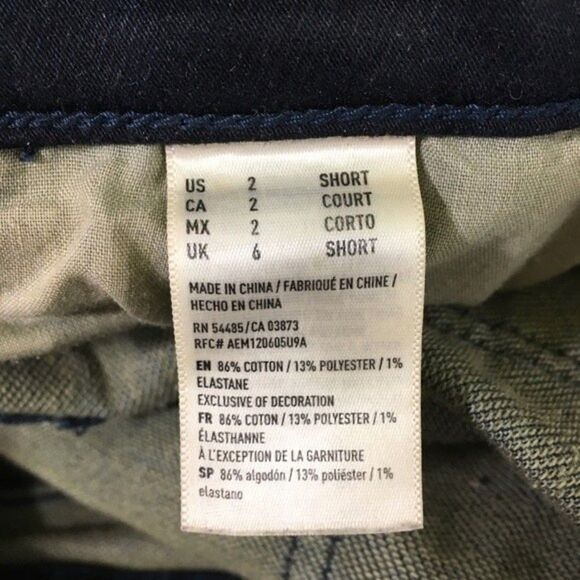 US 2 SHORT
CA 2 COURT
MX 2 CORTO
UK 6 SHORT
MADE IN CHINA / FABRIQUÉ EN CHINE /
HECHO EN CHINA
RN 54485/CA 03873
RFC# AEM120605U9A
EN 86% COTTON / 13% POLYESTER / 1%
ELASTANE
EXCLUSIVE OF DECORATION
FR 86% COTON / 13% POLYESTER / 1%
ÉLASTHANNE
À L'EXCEPTION DE LA GARNITURE
SP 86% algodón / 13% poliéster / 1%
elastano